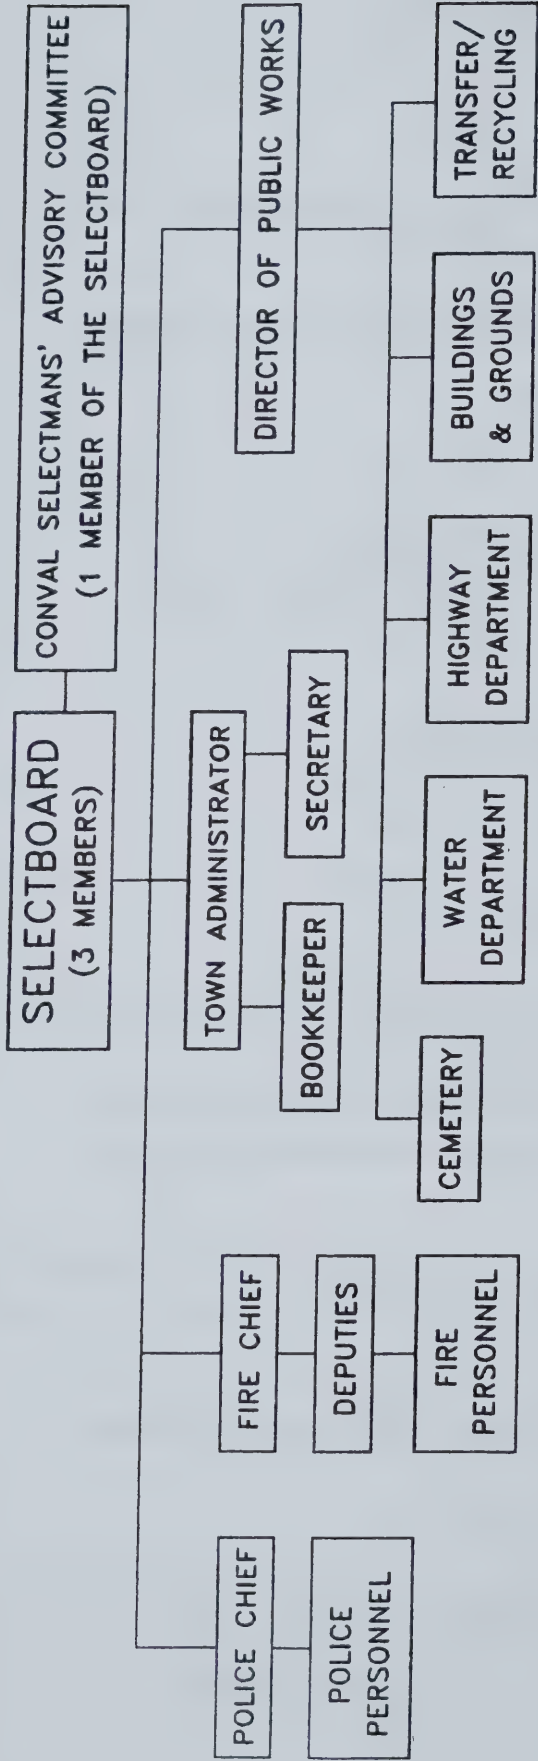 SELECTBOARD
(3 MEMBERS)
CONVAL SELECTMANS' ADVISORY COMMITTEE
(1 MEMBER OF THE SELECTBOARD)
POLICE CHIEF
POLICE
PERSONNEL
FIRE CHIEF
DEPUTIES
FIRE
PERSONNEL
TOWN ADMINISTRATOR
BOOKKEEPER
SECRETARY
DIRECTOR OF PUBLIC WORKS
CEMETERY
WATER
DEPARTMENT
HIGHWAY
DEPARTMENT
BUILDINGS
& GROUNDS
TRANSFER/
RECYCLING